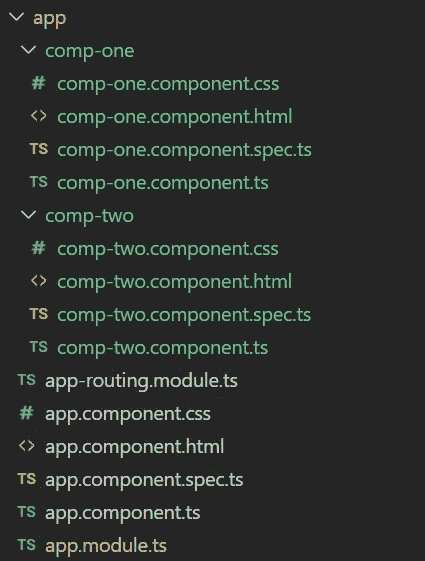 app
comp-one
# comp-one.component.css
<> comp-one.component.html
TS comp-one.component.spec.ts
TS comp-one.component.ts
comp-two
# comp-two.component.css
<> comp-two.component.html
TS comp-two.component.spec.ts
TS comp-two.component.ts
TS app-routing.module.ts
# app.component.css
<> app.component.html
TS app.component.spec.ts
TS app.component.ts
TS app.module.ts